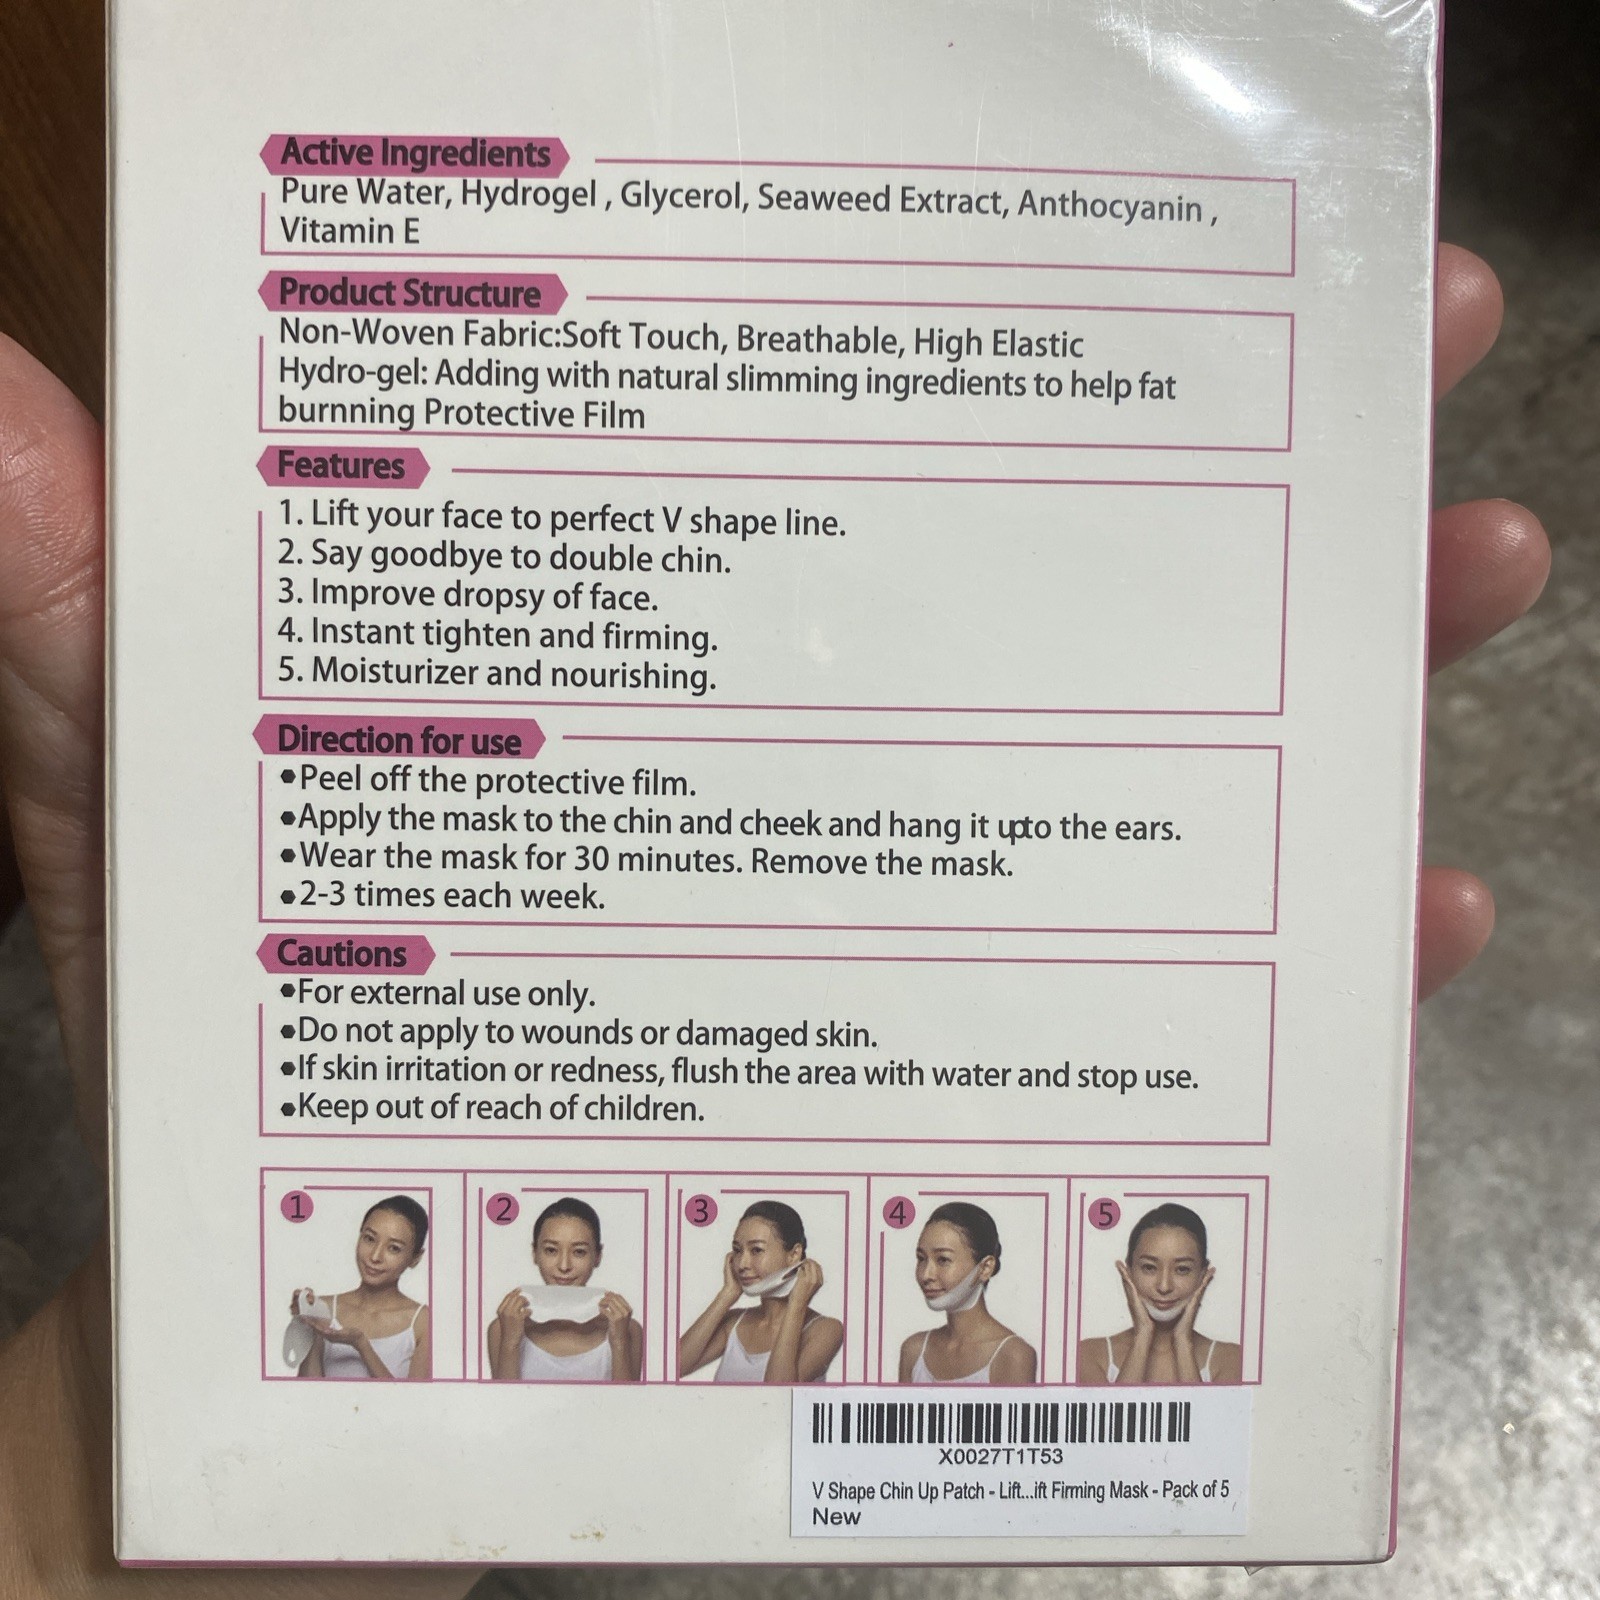 Active Ingredients
Pure Water, Hydrogel , Glycerol, Seaweed Extract, Anthocyanin ,
Vitamin E
Product Structure
Non-Woven Fabric:Soft Touch, Breathable, High Elastic
Hydro-gel: Adding with natural slimming ingredients to help fat
burnning Protective Film
Features
1. Lift your face to perfect V shape line.
2. Say goodbye to double chin.
3. Improve dropsy of face.
4. Instant tighten and firming.
5. Moisturizer and nourishing.
Direction for use
•Peel off the protective film.
•Apply the mask to the chin and cheek and hang it upto the ears.
•Wear the mask for 30 minutes. Remove the mask.
•2-3 times each week.
Cautions
•For external use only.
•Do not apply to wounds or damaged skin.
•If skin irritation or redness, flush the area with water and stop use.
•Keep out of reach of children.
1 2 3 4 5
X0027T1T53
V Shape Chin Up Patch - Lift...ift Firming Mask - Pack of 5
New